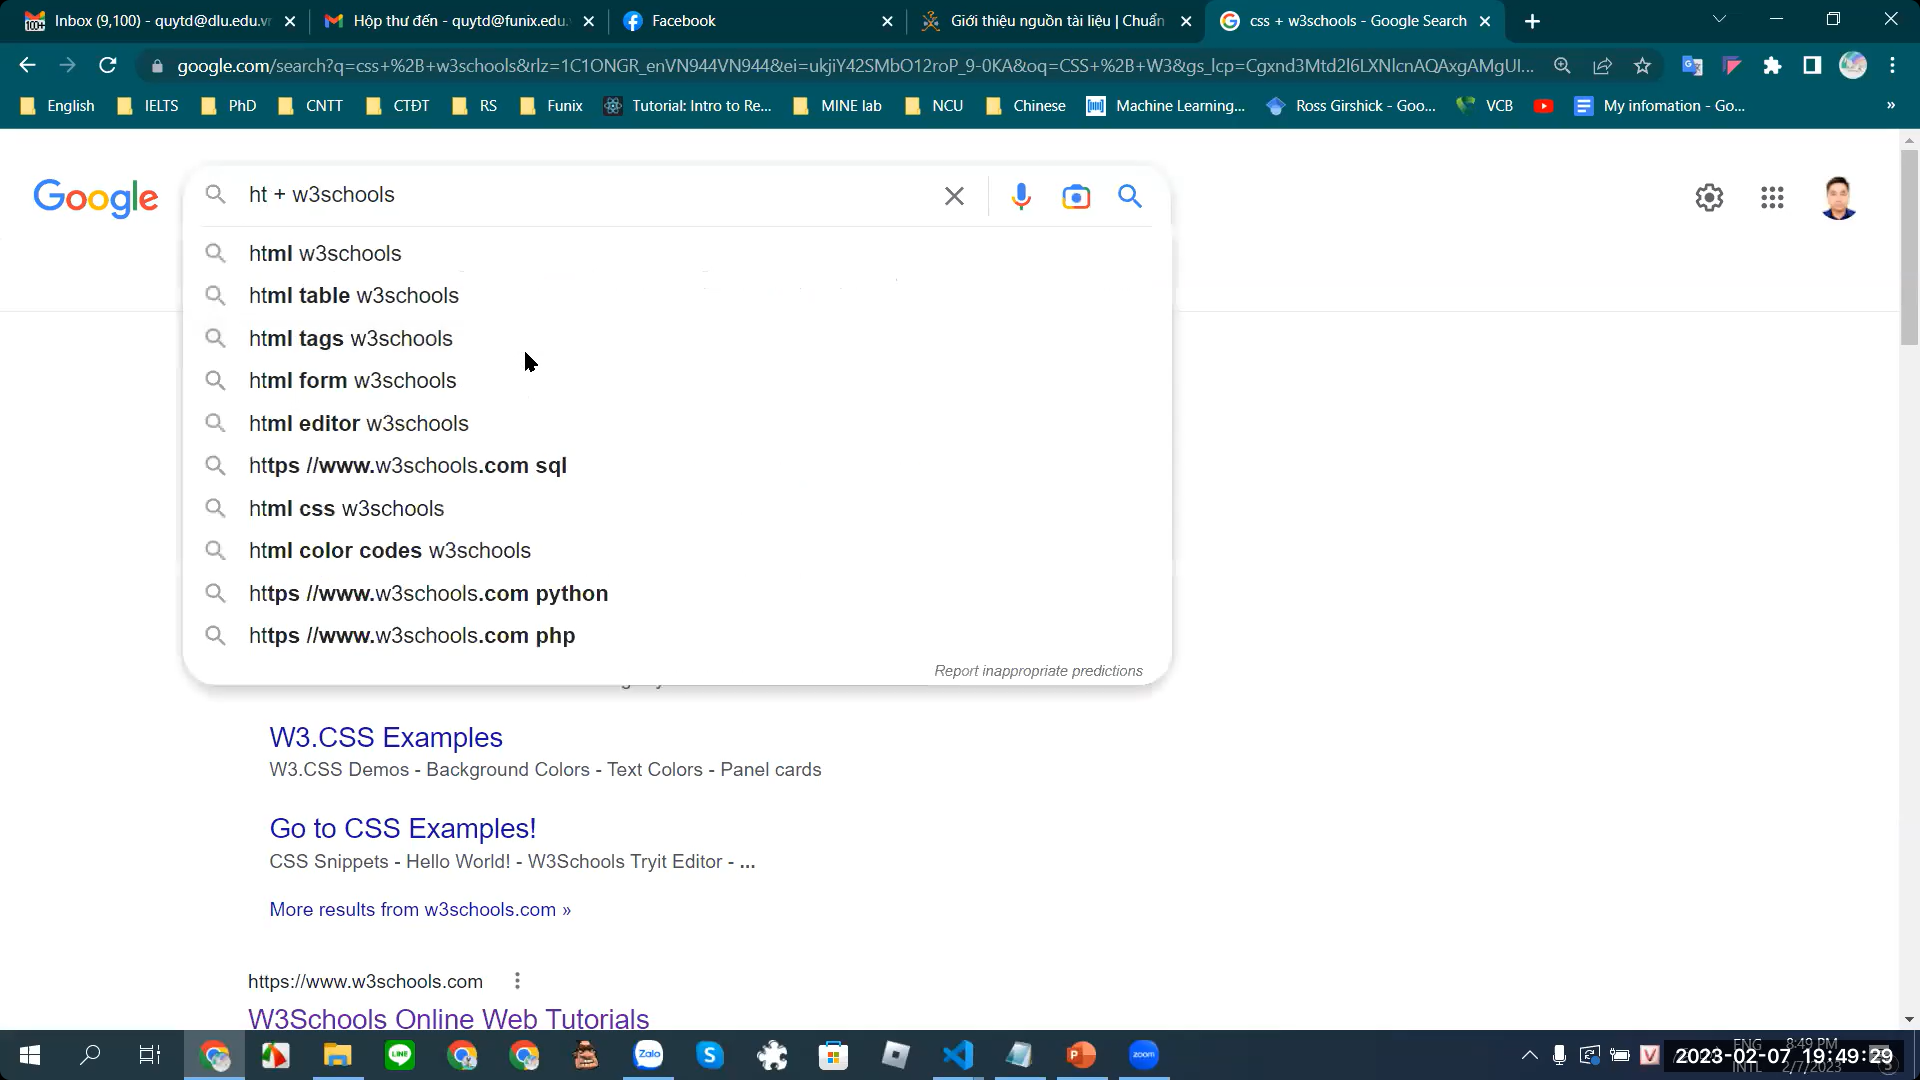 Inbox (9,100) - quytd@dlu.edu.vn
Hộp thư đến - quytd@funix.edu.
Facebook
Giới thiệu nguồn tài liệu | Chuẩn
css + w3schools - Google Search
google.com/search?q=css+%2B+w3schools&rlz=1C1ONGR_enVN944VN944&ei=ukjiY42SMbO12roP_9-0KA&oq=CSS+%2B+W3&gs_lcp=Cgxnd3Mtd2l6LXNlcnAQAxgAMgUI...
English
IELTS
PhD
CNTT
CTĐT
RS
Funix
Tutorial: Intro to Re...
MINE lab
NCU
Chinese
Machine Learning...
Ross Girshick - Goo...
VCB
My infomation - Go...
»
Google
ht + w3schools
html w3schools
html table w3schools
html tags w3schools
html form w3schools
html editor w3schools
https //www.w3schools.com sql
html css w3schools
html color codes w3schools
https //www.w3schools.com python
https //www.w3schools.com php
Report inappropriate predictions
W3.CSS Examples
W3.CSS Demos - Background Colors - Text Colors - Panel cards
Go to CSS Examples!
CSS Snippets - Hello World! - W3Schools Tryit Editor - ...
More results from w3schools.com »
https://www.w3schools.com
W3Schools Online Web Tutorials
LINE
Zalo
zoom
ENG
INTL
8:49 PM
2/7/2023
2023-02-07 19:49:29